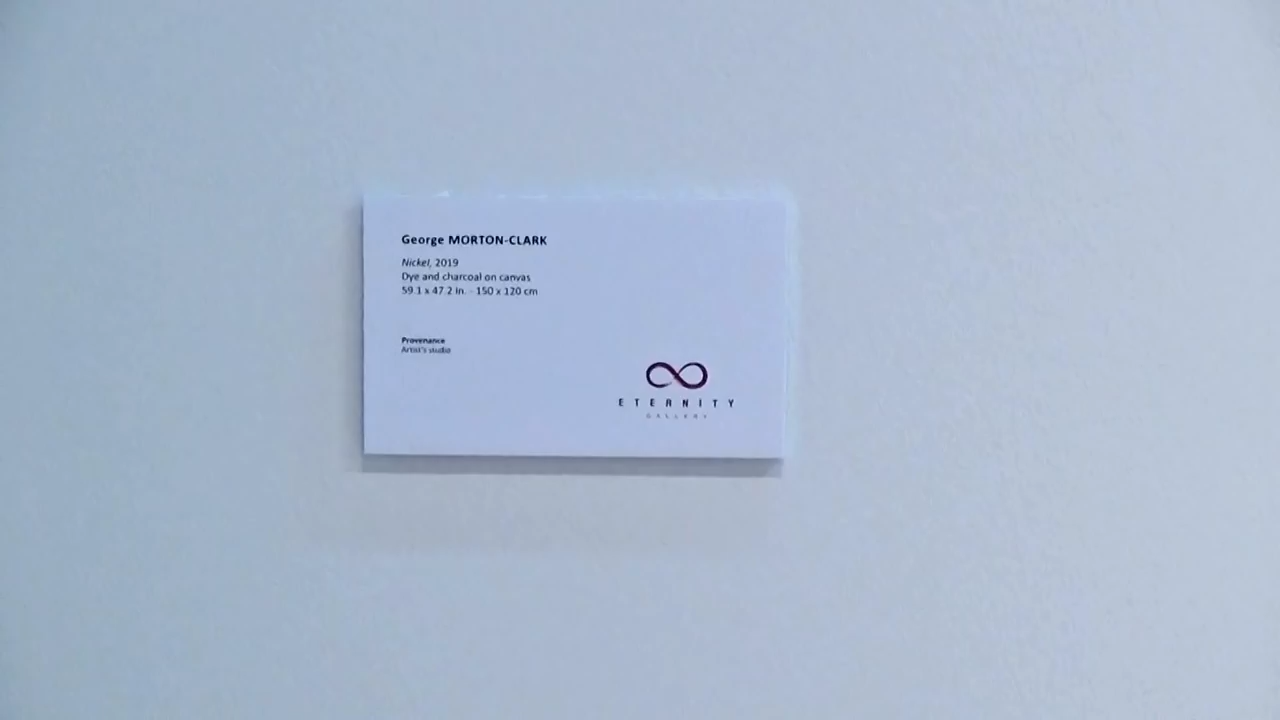 George MORTON-CLARK
Nickel, 2019
Dye and charcoal on canvas
59.1 x 47.2 in. - 150 x 120 cm
Provenance
Artist's studio
ETERNITY
GALLERY